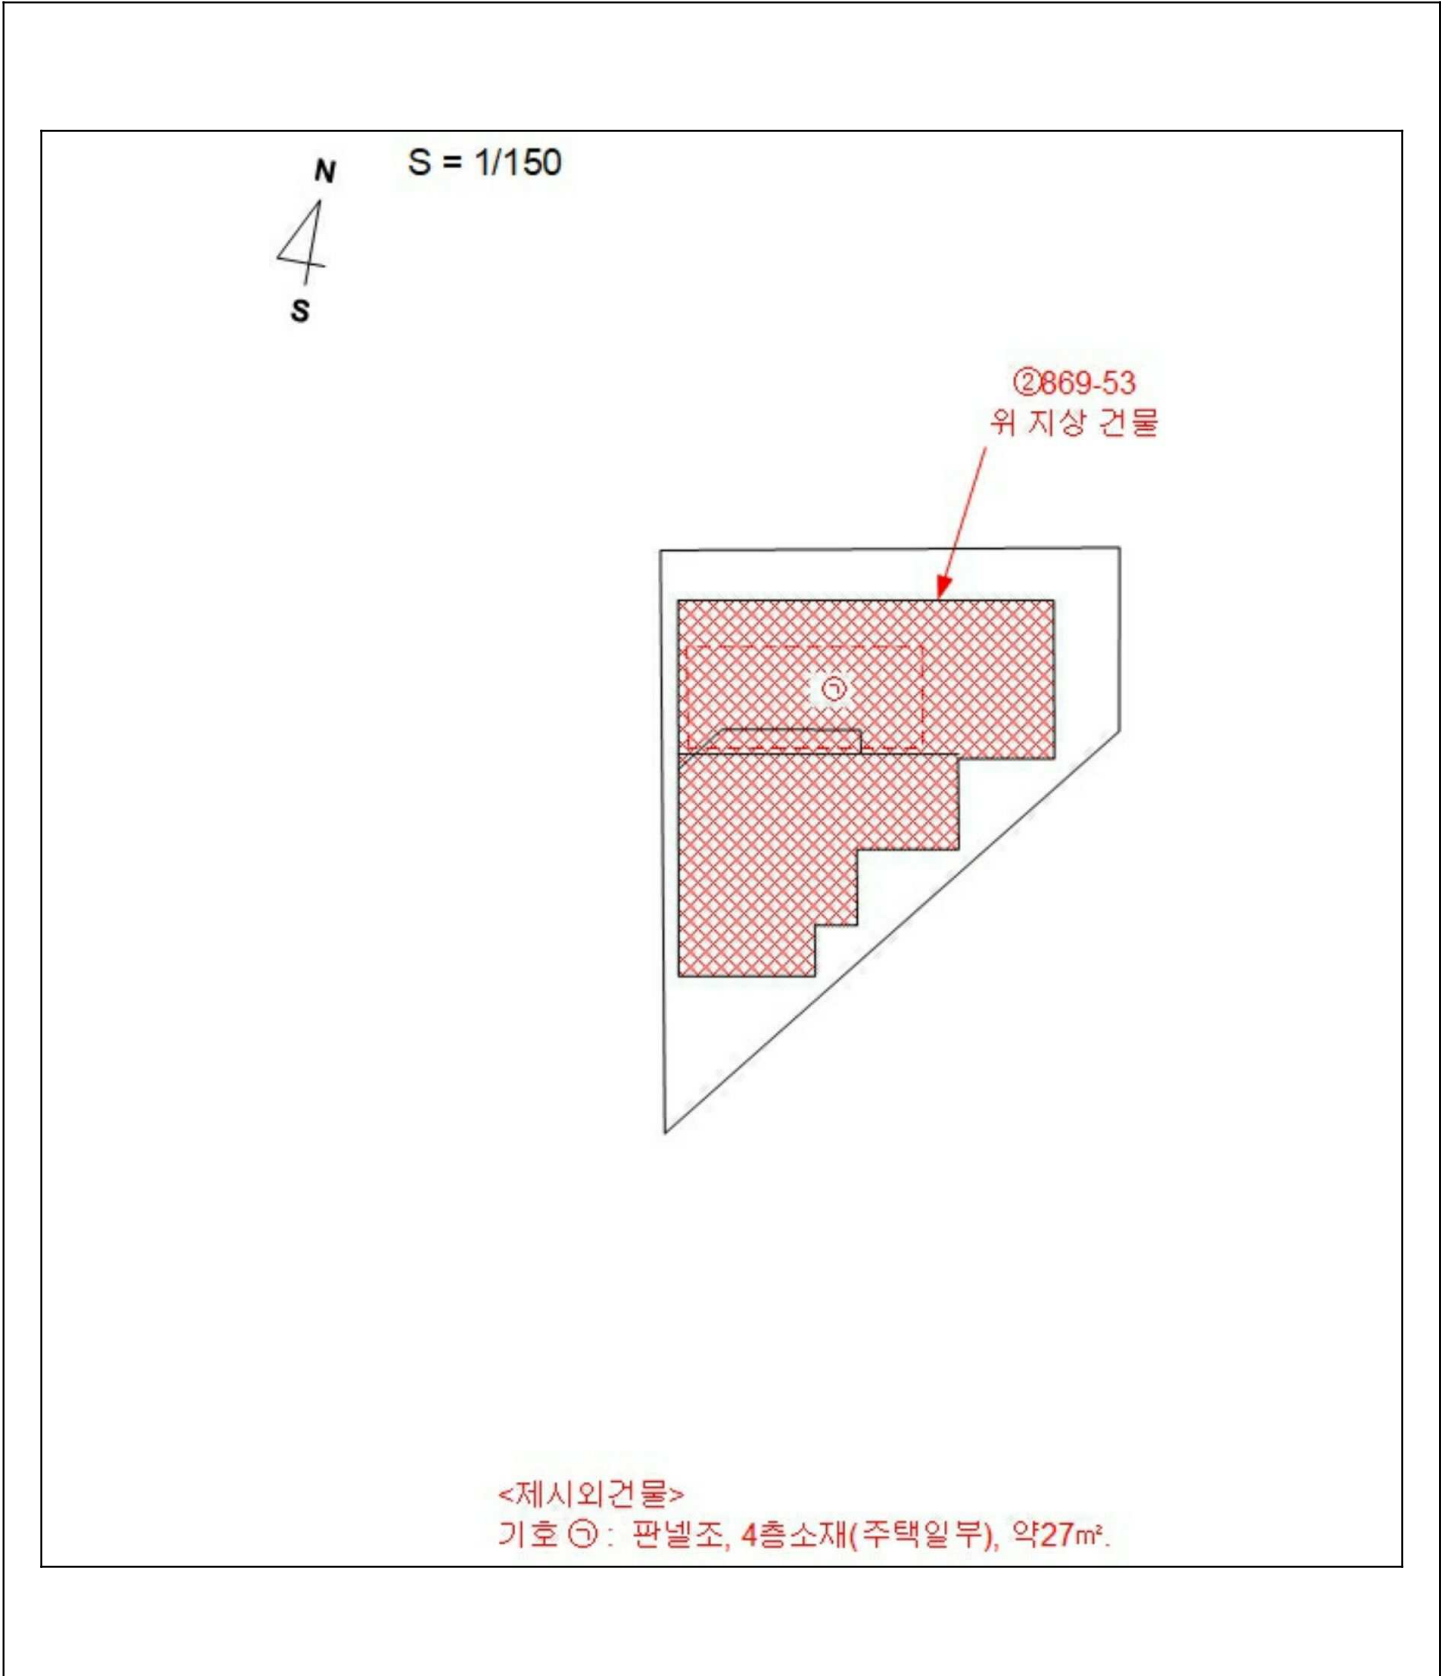 N
S = 1/150
S
②869-53
위 지상 건물
㉠
<제시외건물>
기호 ㉠ : 판넬조, 4층소재(주택일부), 약27㎡.